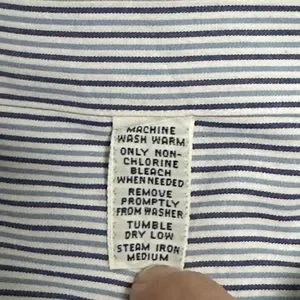 MACHINE
WASH WARM
ONLY NON-
CHLORINE
BLEACH
WHEN NEEDED
REMOVE
PROMPTLY
FROM WASHER
TUMBLE
DRY LOW
STEAM IRON
MEDIUM